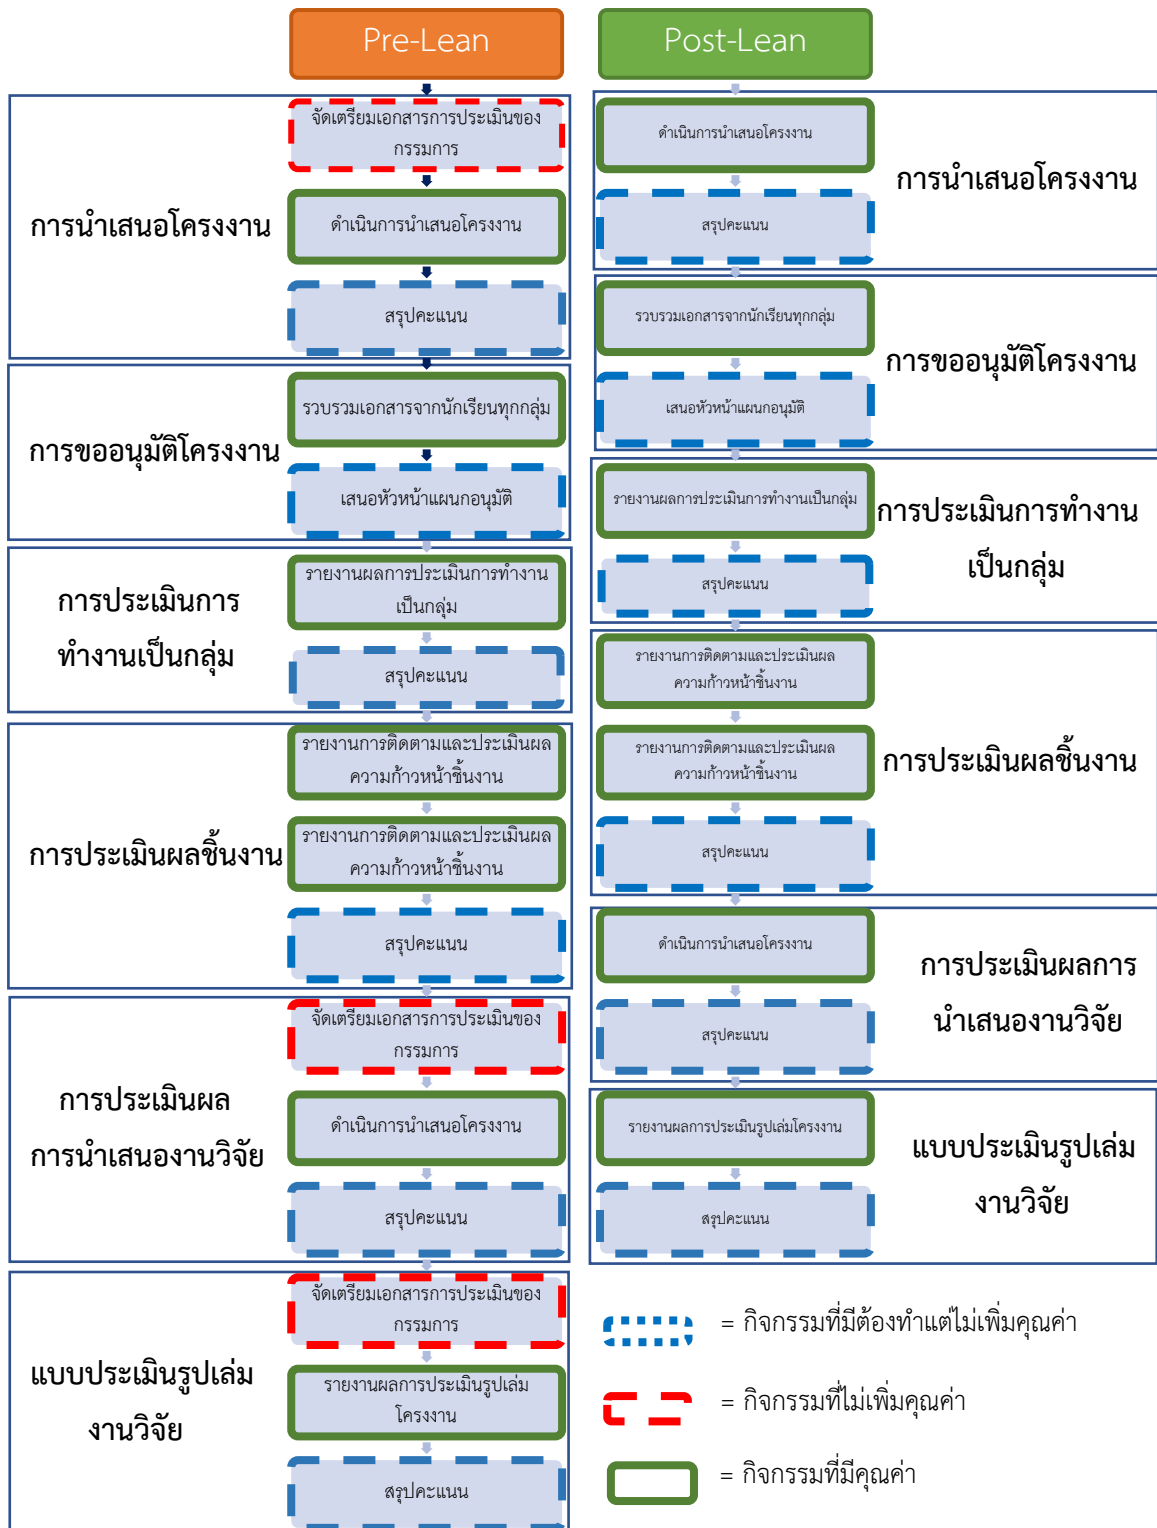 Pre-Lean
การนำเสนอโครงงาน
จัดเตรียมเอกสารการประเมินของ
กรรมการ
ดำเนินการนำเสนอโครงงาน
สรุปคะแนน
การขออนุมัติโครงงาน
รวบรวมเอกสารจากนักเรียนทุกกลุ่ม
เสนอหัวหน้าแผนกอนุมัติ
การประเมินการ
ทำงานเป็นกลุ่ม
รายงานผลการประเมินการทำงาน
เป็นกลุ่ม
สรุปคะแนน
การประเมินผลชิ้นงาน
รายงานการติดตามและประเมินผล
ความก้าวหน้าชิ้นงาน
รายงานการติดตามและประเมินผล
ความก้าวหน้าชิ้นงาน
สรุปคะแนน
การประเมินผล
การนำเสนองานวิจัย
จัดเตรียมเอกสารการประเมินของ
กรรมการ
ดำเนินการนำเสนอโครงงาน
สรุปคะแนน
แบบประเมินรูปเล่ม
งานวิจัย
จัดเตรียมเอกสารการประเมินของ
กรรมการ
รายงานผลการประเมินรูปเล่ม
โครงงาน
สรุปคะแนน
Post-Lean
ดำเนินการนำเสนอโครงงาน
สรุปคะแนน
การนำเสนอโครงงาน
รวบรวมเอกสารจากนักเรียนทุกกลุ่ม
เสนอหัวหน้าแผนกอนุมัติ
การขออนุมัติโครงงาน
รายงานผลการประเมินการทำงานเป็นกลุ่ม
สรุปคะแนน
การประเมินการทำงาน
เป็นกลุ่ม
รายงานการติดตามและประเมินผล
ความก้าวหน้าชิ้นงาน
รายงานการติดตามและประเมินผล
ความก้าวหน้าชิ้นงาน
สรุปคะแนน
การประเมินผลชิ้นงาน
ดำเนินการนำเสนอโครงงาน
สรุปคะแนน
การประเมินผลการ
นำเสนองานวิจัย
รายงานผลการประเมินรูปเล่มโครงงาน
สรุปคะแนน
แบบประเมินรูปเล่ม
งานวิจัย
= กิจกรรมที่มีต้องทำแต่ไม่เพิ่มคุณค่า
= กิจกรรมที่ไม่เพิ่มคุณค่า
= กิจกรรมที่มีคุณค่า